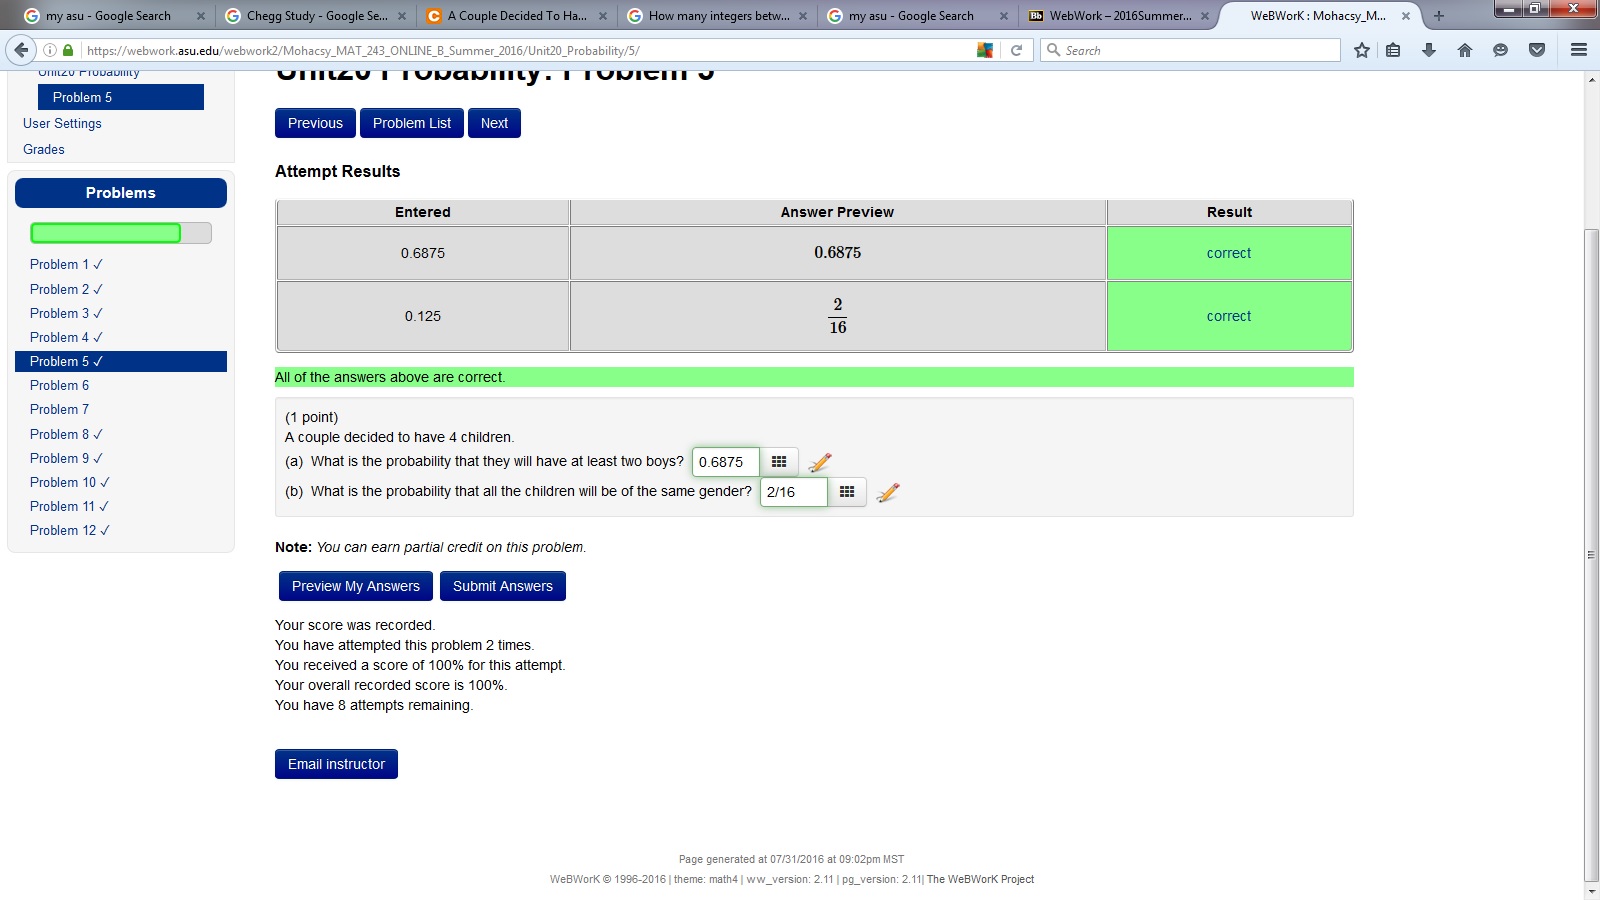 my asu - Google Search
Chegg Study - Google Se...
A Couple Decided To Ha...
How many integers betw...
my asu - Google Search
Bb WebWork – 2016Summer...
WeBWorK : Mohacsy_M...
https://webwork.asu.edu/webwork2/Mohacsy_MAT_243_ONLINE_B_Summer_2016/Unit20_Probability/5/
Search
Unit20 Probability
Problem 5
User Settings
Grades
Problems
Problem 1 ✓
Problem 2 ✓
Problem 3 ✓
Problem 4 ✓
Problem 5 ✓
Problem 6
Problem 7
Problem 8 ✓
Problem 9 ✓
Problem 10 ✓
Problem 11 ✓
Problem 12 ✓
Unit20 Probability: Problem 5
Previous
Problem List
Next
Attempt Results
Entered Answer Preview Result
0.6875 0.6875 correct
0.125 2/16 correct
All of the answers above are correct.
(1 point)
A couple decided to have 4 children.
(a) What is the probability that they will have at least two boys? 0.6875
(b) What is the probability that all the children will be of the same gender? 2/16
Note: You can earn partial credit on this problem.
Preview My Answers
Submit Answers
Your score was recorded.
You have attempted this problem 2 times.
You received a score of 100% for this attempt.
Your overall recorded score is 100%.
You have 8 attempts remaining.
Email instructor
Page generated at 07/31/2016 at 09:02pm MST
WeBWorK © 1996-2016 | theme: math4 | ww_version: 2.11 | pg_version: 2.11| The WeBWorK Project